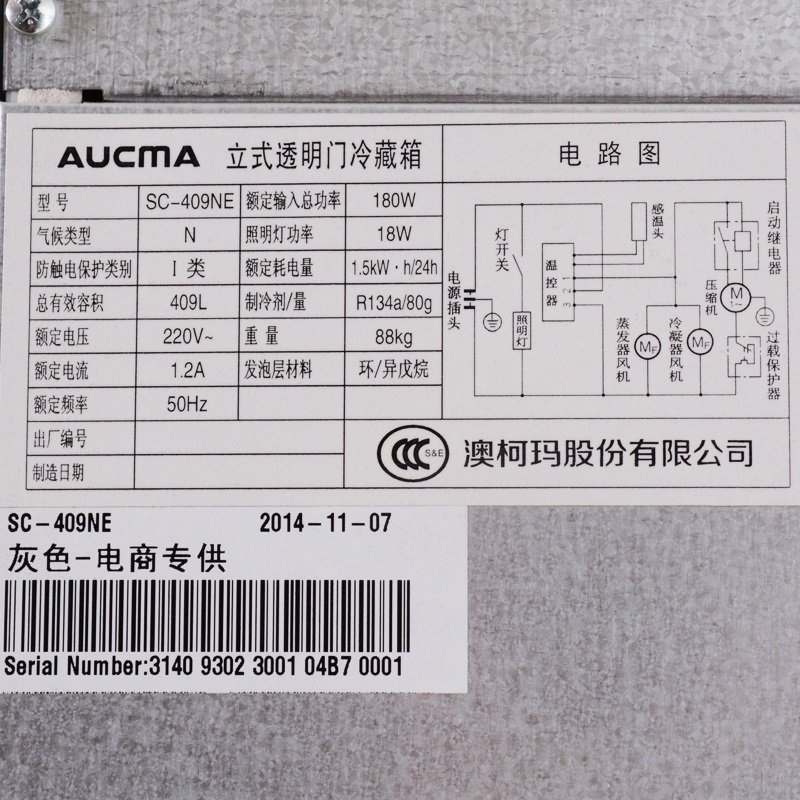 AUCMA 立式透明门冷藏箱
型号 SC-409NE 额定输入总功率 180W
气候类型 N 照明灯功率 18W
防触电保护类别 I 类 额定耗电量 1.5kW·h/24h
总有效容积 409L 制冷剂/量 R134a/80g
额定电压 220V~ 重量 88kg
额定电流 1.2A 发泡层材料 环/异戊烷
额定频率 50Hz
出厂编号
制造日期
电路图
灯开关
感温头
启动继电器
温控器
1
2
3
电源插头
压缩机
M
1~
照明灯
蒸发器风机
MF
冷凝器风机
MF
过载保护器
CCC S&E 澳柯玛股份有限公司
SC-409NE 2014-11-07
灰色-电商专供
Serial Number:3140 9302 3001 04B7 0001